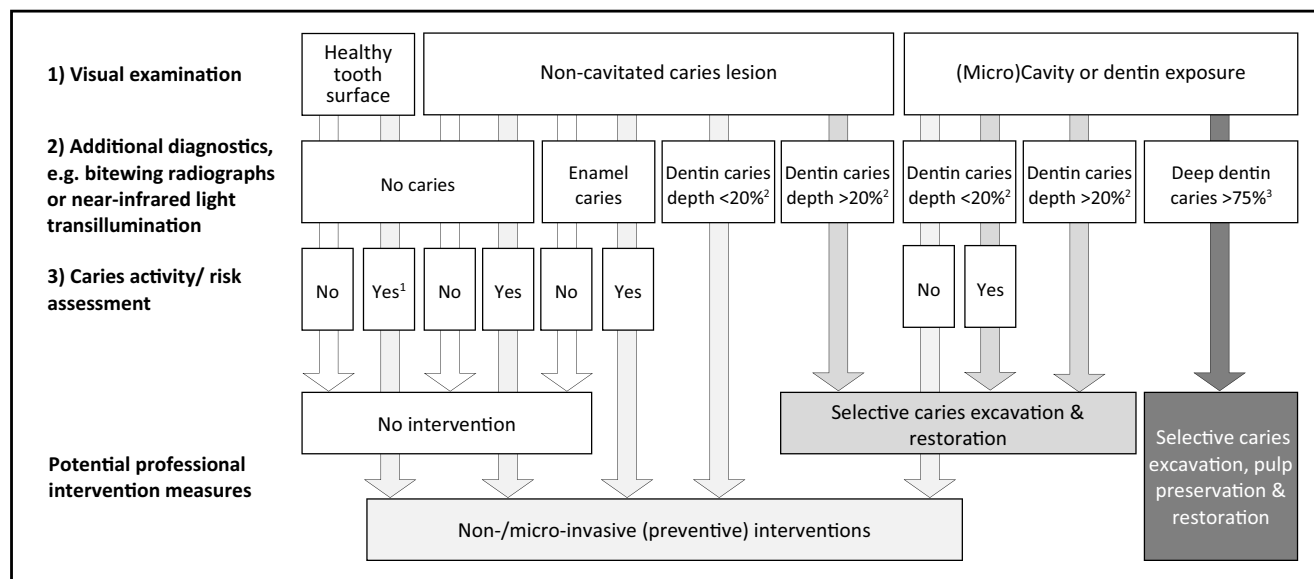 1) Visual examination
Healthy
tooth
surface
Non-cavitated caries lesion
(Micro)Cavity or dentin exposure
2) Additional diagnostics,
e.g. bitewing radiographs
or near-infrared light
transillumination
No caries
Enamel
caries
Dentin caries
depth <20%²
Dentin caries
depth >20%²
Dentin caries
depth <20%²
Dentin caries
depth >20%²
Deep dentin
caries >75%³
3) Caries activity/ risk
assessment
No
Yes¹
No
Yes
No
Yes
No
Yes
Potential professional
intervention measures
No intervention
Selective caries excavation &
restoration
Selective caries
excavation, pulp
preservation &
restoration
Non-/micro-invasive (preventive) interventions